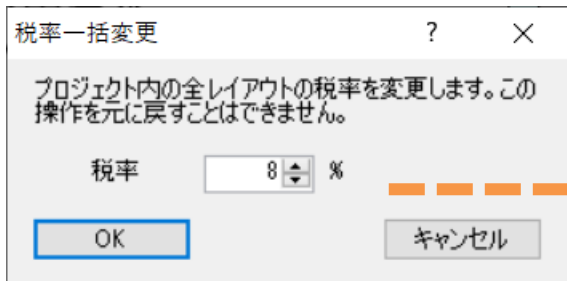 税率一括変更 ?
プロジェクト内の全レイアウトの税率を変更します。この
操作を元に戻すことはできません。
税率 8 %
OK キャンセル